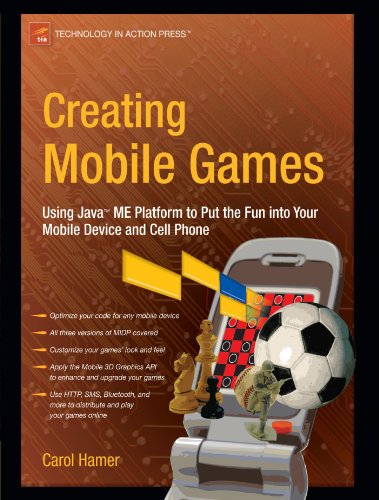 tia
TECHNOLOGY IN ACTION PRESS™
Creating
Mobile Games
Using Java™ ME Platform to Put the Fun into Your
Mobile Device and Cell Phone
Optimize your code for any mobile device
All three versions of MIDP covered
Customize your games' look and feel
Apply the Mobile 3D Graphics API
to enhance and upgrade your games
Use HTTP, SMS, Bluetooth, and
more to distribute and play
your games online
Carol Hamer